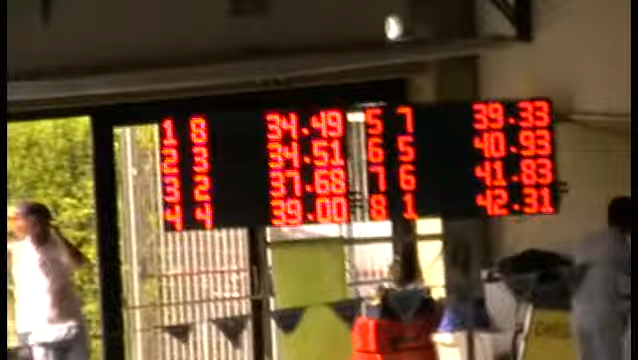 1 8 34.49 5 7 39.33
2 3 34.51 6 5 40.93
3 2 37.68 7 6 41.83
4 4 39.00 8 1 42.31